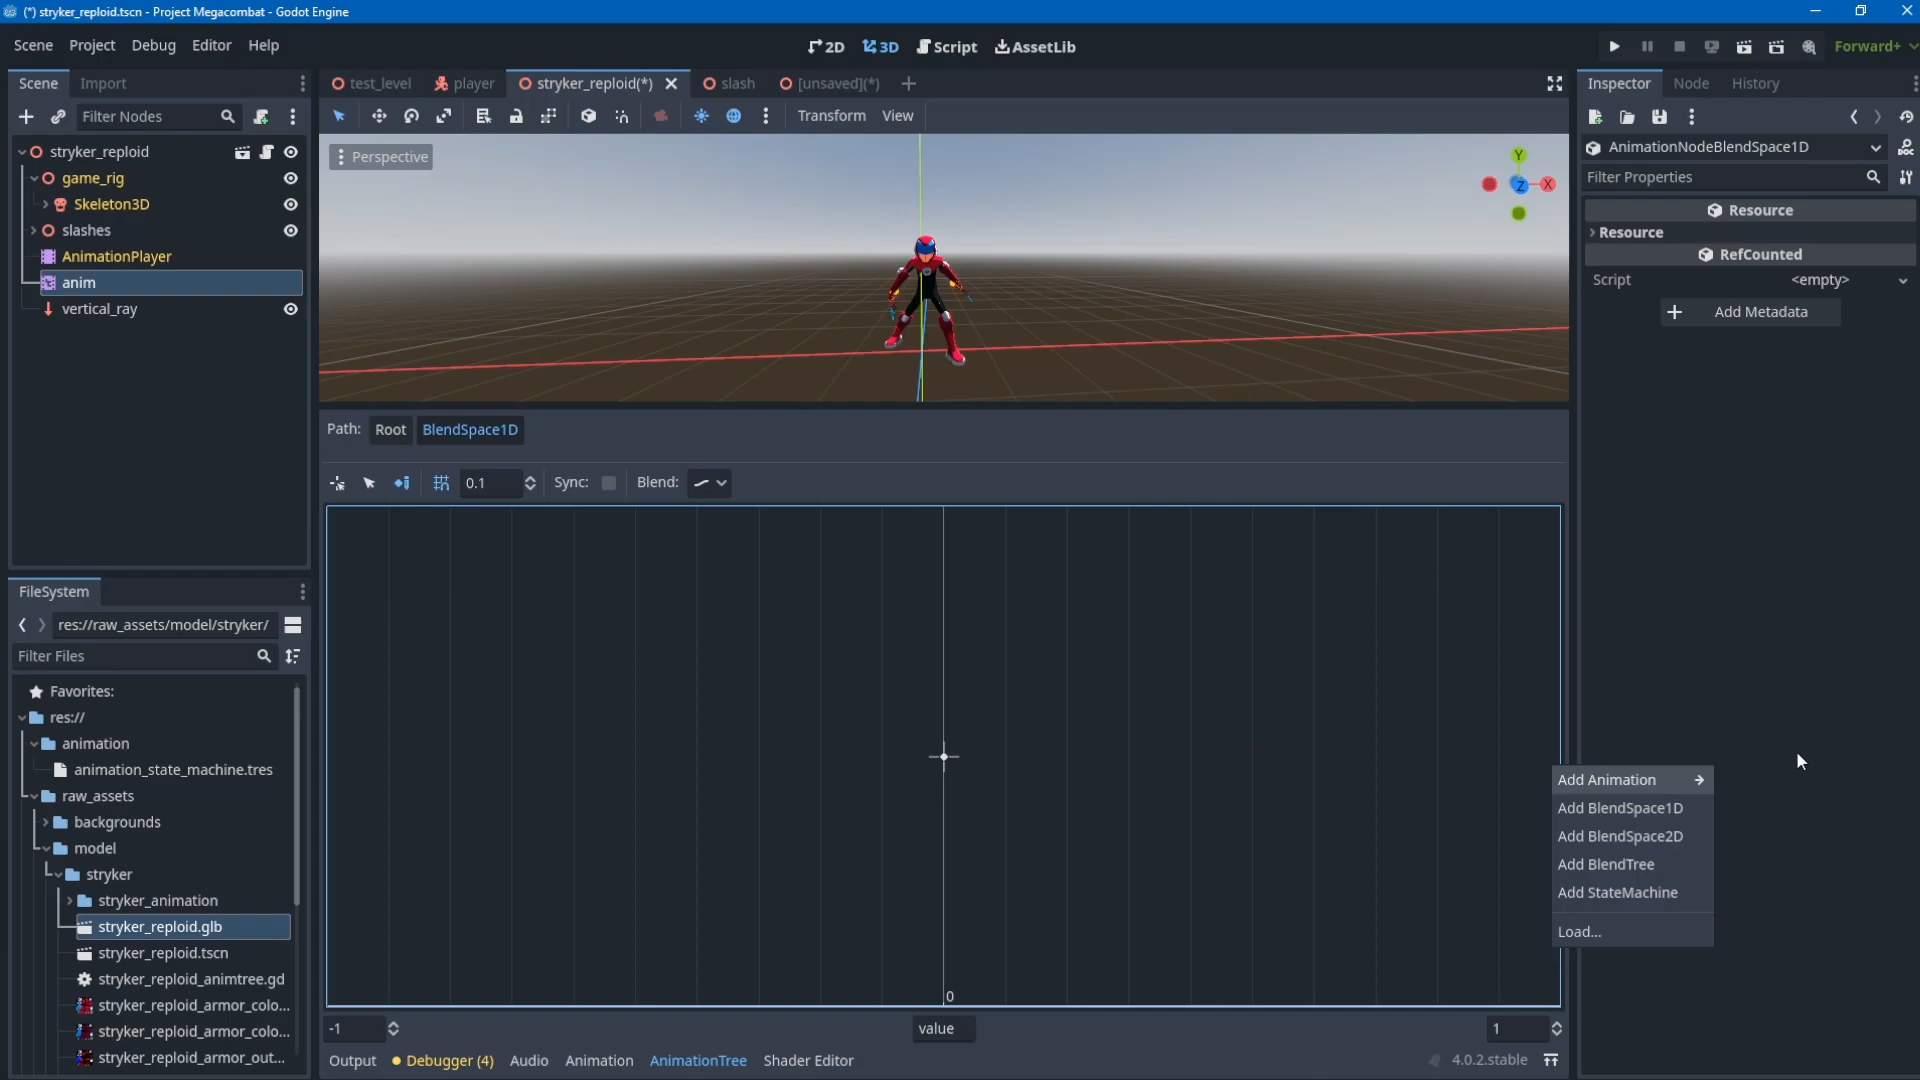 (*) stryker_reploid.tscn - Project Megacombat - Godot Engine
Scene Project Debug Editor Help
2D 3D Script AssetLib
Forward+
Scene Import
test_level player stryker_reploid(*) slash [unsaved](*)
Inspector Node History
Filter Nodes
Transform View
AnimationNodeBlendSpace1D
Filter Properties
stryker_reploid
game_rig
Skeleton3D
slashes
AnimationPlayer
anim
vertical_ray
Perspective
Y
Z X
Resource
Resource
RefCounted
Script <empty>
Add Metadata
Path: Root BlendSpace1D
0.1 Sync: Blend:
0
-1 value 1
Add Animation
Add BlendSpace1D
Add BlendSpace2D
Add BlendTree
Add StateMachine
Load...
FileSystem
res://raw_assets/model/stryker/
Filter Files
Favorites:
res://
animation
animation_state_machine.tres
raw_assets
backgrounds
model
stryker
stryker_animation
stryker_reploid.glb
stryker_reploid.tscn
stryker_reploid_animtree.gd
stryker_reploid_armor_colo...
stryker_reploid_armor_colo...
stryker_reploid_armor_out...
Output Debugger (4) Audio Animation AnimationTree Shader Editor
4.0.2.stable